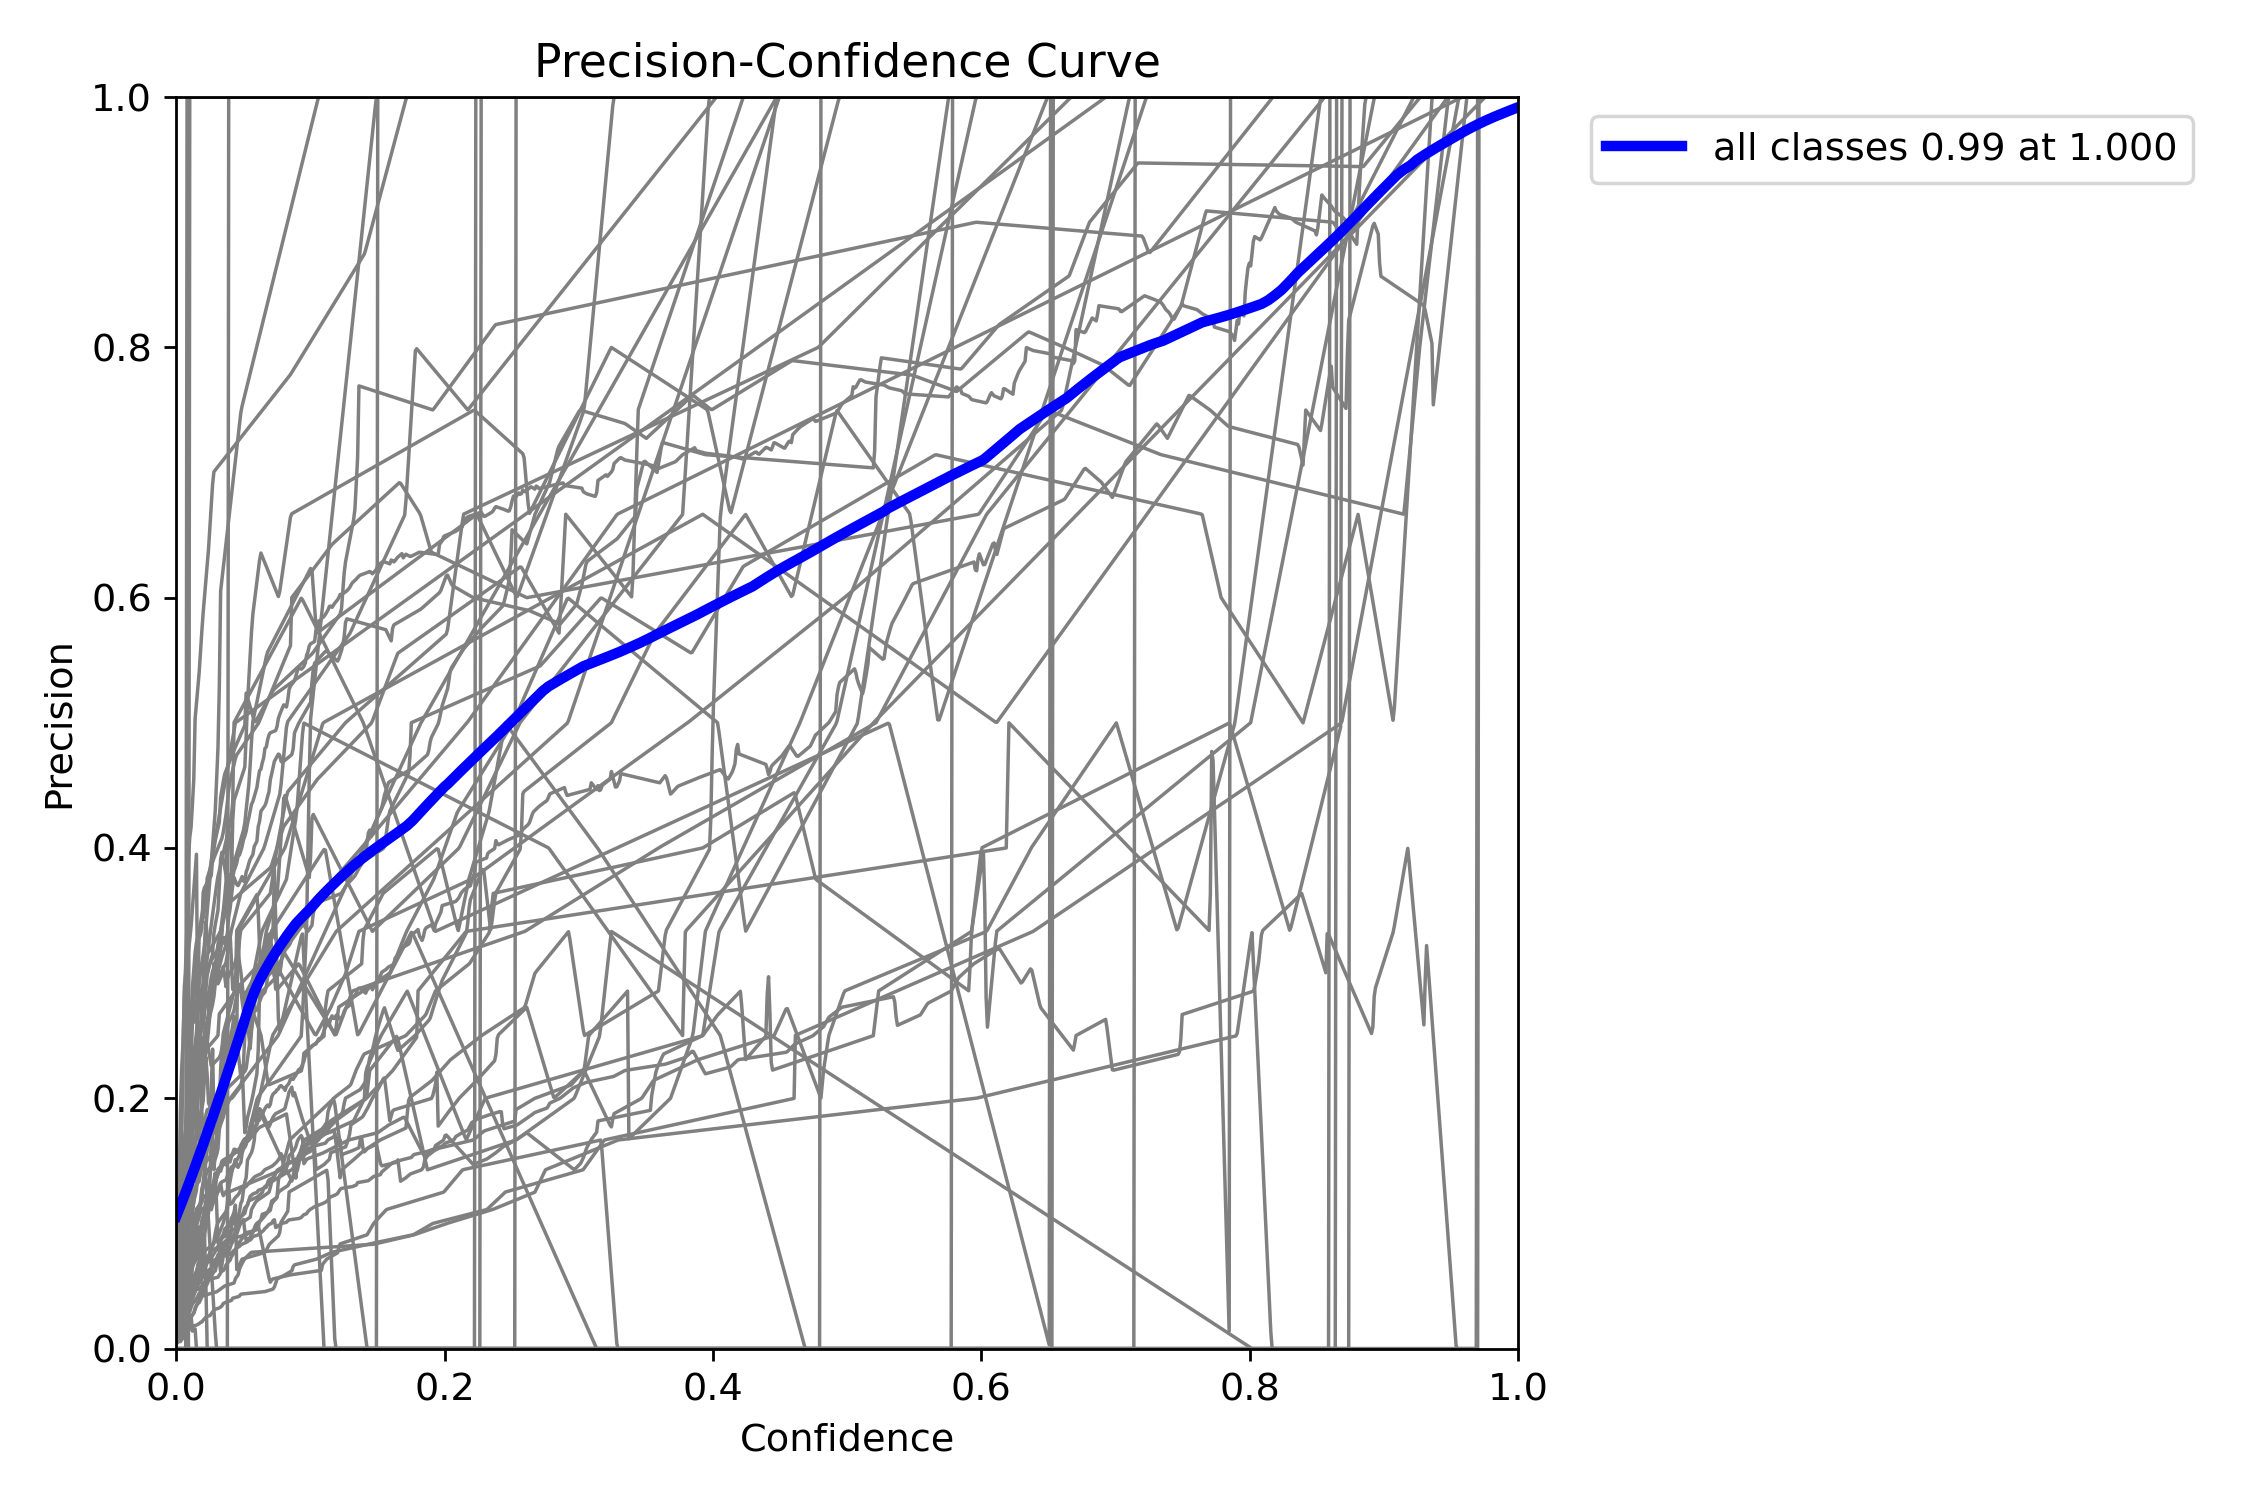 Precision-Confidence Curve
all classes 0.99 at 1.000
Precision
1.0
0.8
0.6
0.4
0.2
0.0
0.0 0.2 0.4 0.6 0.8 1.0
Confidence